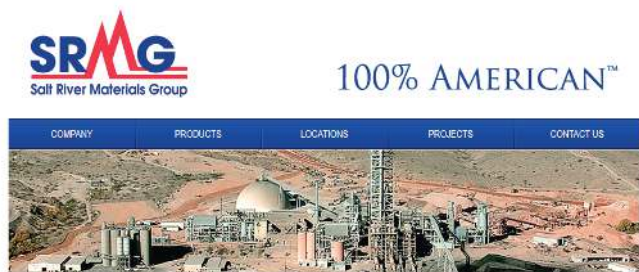 SRMG
Salt River Materials Group
100% AMERICAN™
COMPANY PRODUCTS LOCATIONS PROJECTS CONTACT US